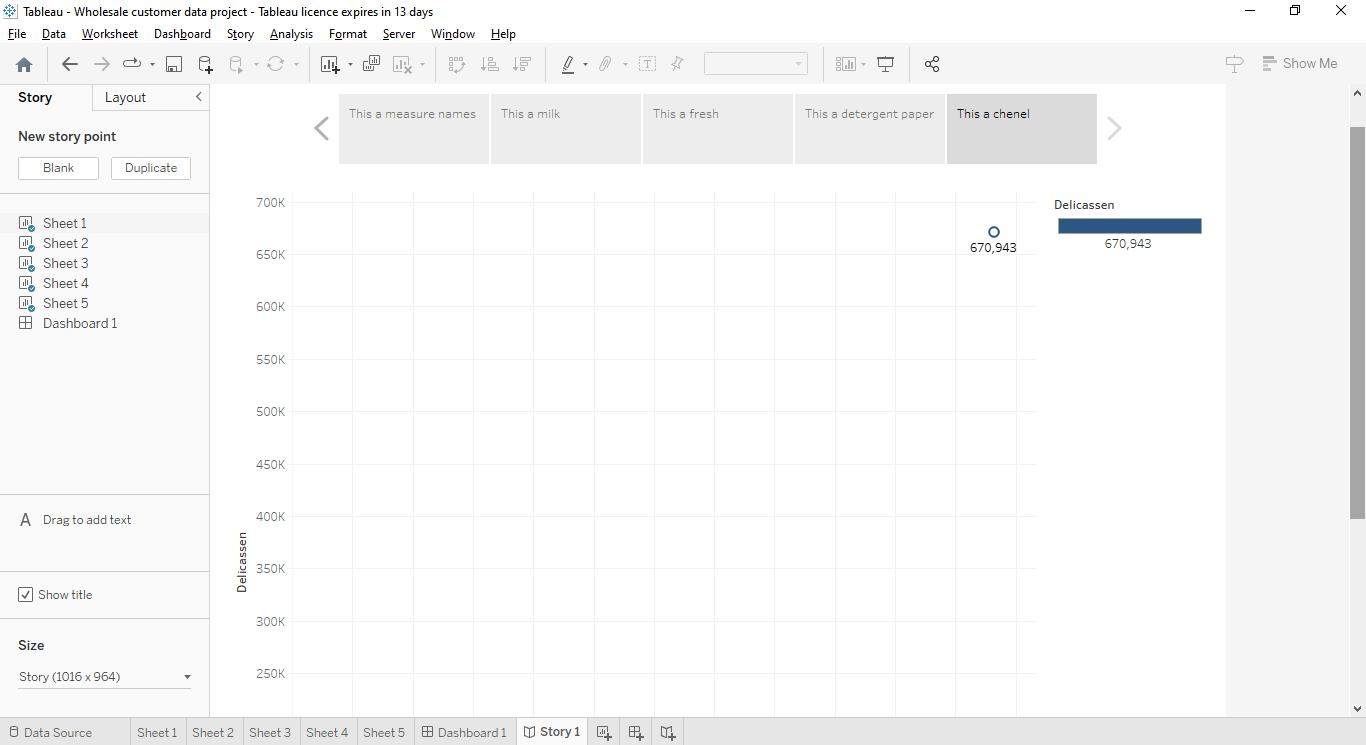 Tableau - Wholesale customer data project - Tableau licence expires in 13 days
File Data Worksheet Dashboard Story Analysis Format Server Window Help
Show Me
Story Layout
New story point
Blank Duplicate
Sheet 1
Sheet 2
Sheet 3
Sheet 4
Sheet 5
Dashboard 1
A Drag to add text
Show title
Size
Story (1016 x 964)
This a measure names This a milk This a fresh This a detergent paper This a chenel
700K
650K
600K
550K
500K
450K
400K
350K
300K
250K
Delicassen
670,943
Delicassen
670,943
Data Source Sheet 1 Sheet 2 Sheet 3 Sheet 4 Sheet 5 Dashboard 1 Story 1